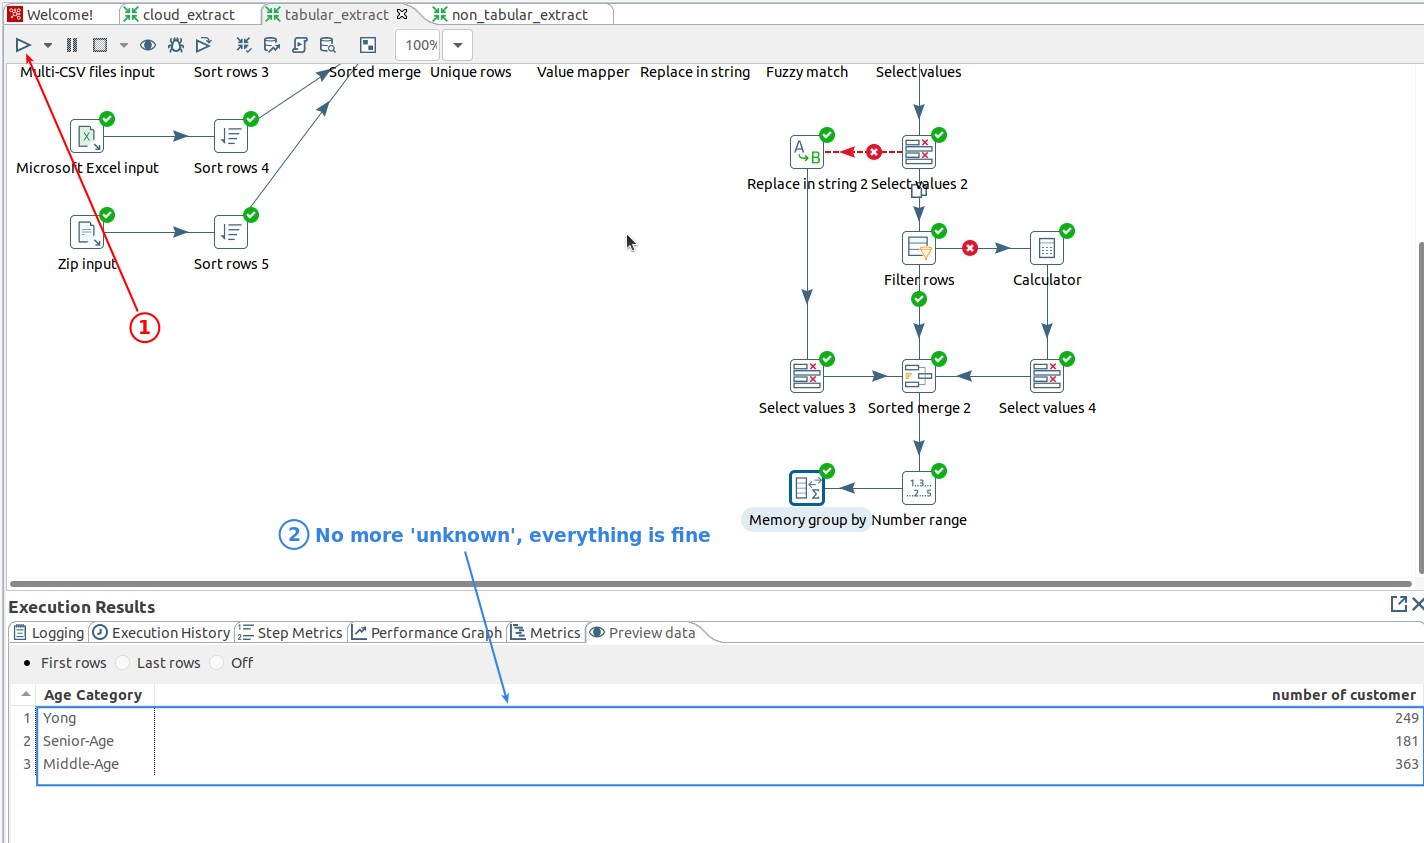 Welcome!
cloud_extract
tabular_extract
non_tabular_extract
100%
Multi-CSV files input
Sort rows 3
Sorted merge
Unique rows
Value mapper
Replace in string
Fuzzy match
Select values
Microsoft Excel input
Sort rows 4
Replace in string 2
Select values 2
Zip input
Sort rows 5
Filter rows
Calculator
1
Select values 3
Sorted merge 2
Select values 4
Memory group by
Number range
2 No more 'unknown', everything is fine
Execution Results
Logging
Execution History
Step Metrics
Performance Graph
Metrics
Preview data
First rows
Last rows
Off
Age Category
number of customer
1 Yong 249
2 Senior-Age 181
3 Middle-Age 363